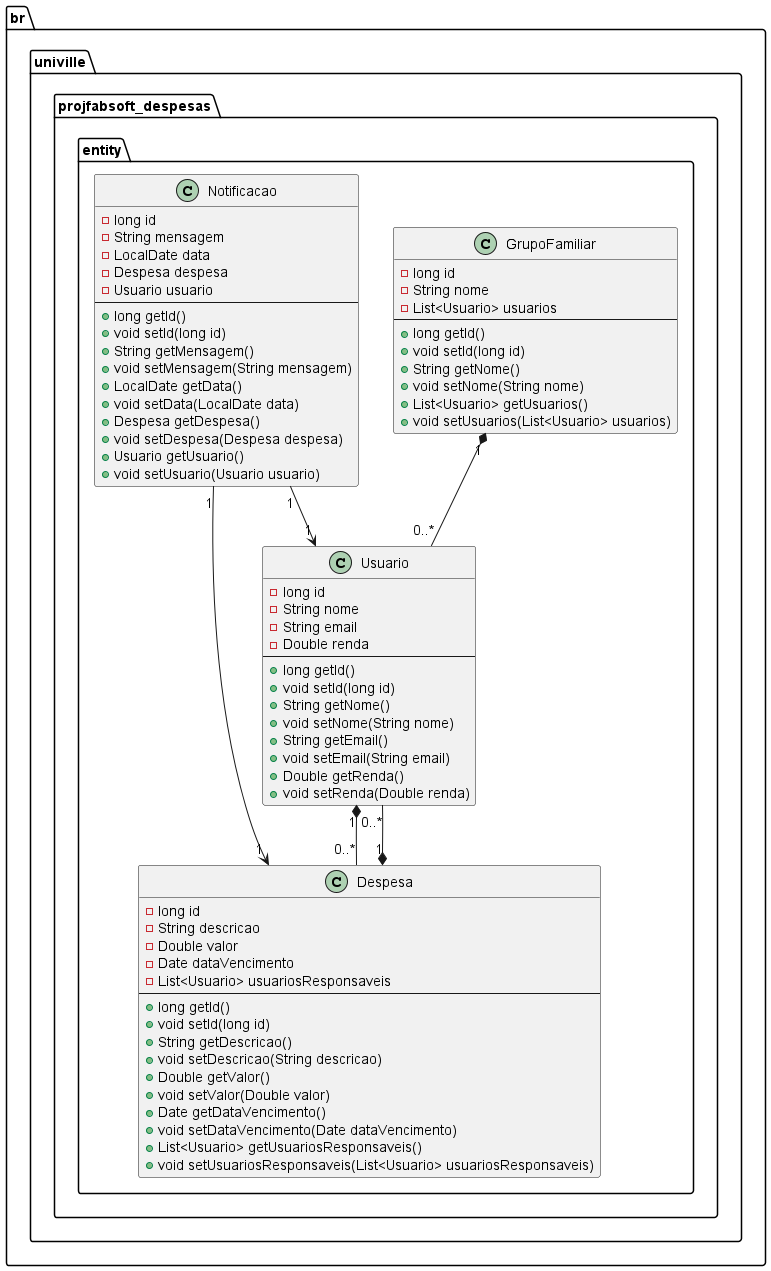 br
univille
projfabsoft_despesas
entity
C Notificacao
long id
String mensagem
LocalDate data
Despesa despesa
Usuario usuario
long getId()
void setId(long id)
String getMensagem()
void setMensagem(String mensagem)
LocalDate getData()
void setData(LocalDate data)
Despesa getDespesa()
void setDespesa(Despesa despesa)
Usuario getUsuario()
void setUsuario(Usuario usuario)
C GrupoFamiliar
long id
String nome
List<Usuario> usuarios
long getId()
void setId(long id)
String getNome()
void setNome(String nome)
List<Usuario> getUsuarios()
void setUsuarios(List<Usuario> usuarios)
1
1
1
1
0..*
C Usuario
long id
String nome
String email
Double renda
long getId()
void setId(long id)
String getNome()
void setNome(String nome)
String getEmail()
void setEmail(String email)
Double getRenda()
void setRenda(Double renda)
1 0..*
1 0..* 1
C Despesa
long id
String descricao
Double valor
Date dataVencimento
List<Usuario> usuariosResponsaveis
long getId()
void setId(long id)
String getDescricao()
void setDescricao(String descricao)
Double getValor()
void setValor(Double valor)
Date getDataVencimento()
void setDataVencimento(Date dataVencimento)
List<Usuario> getUsuariosResponsaveis()
void setUsuariosResponsaveis(List<Usuario> usuariosResponsaveis)